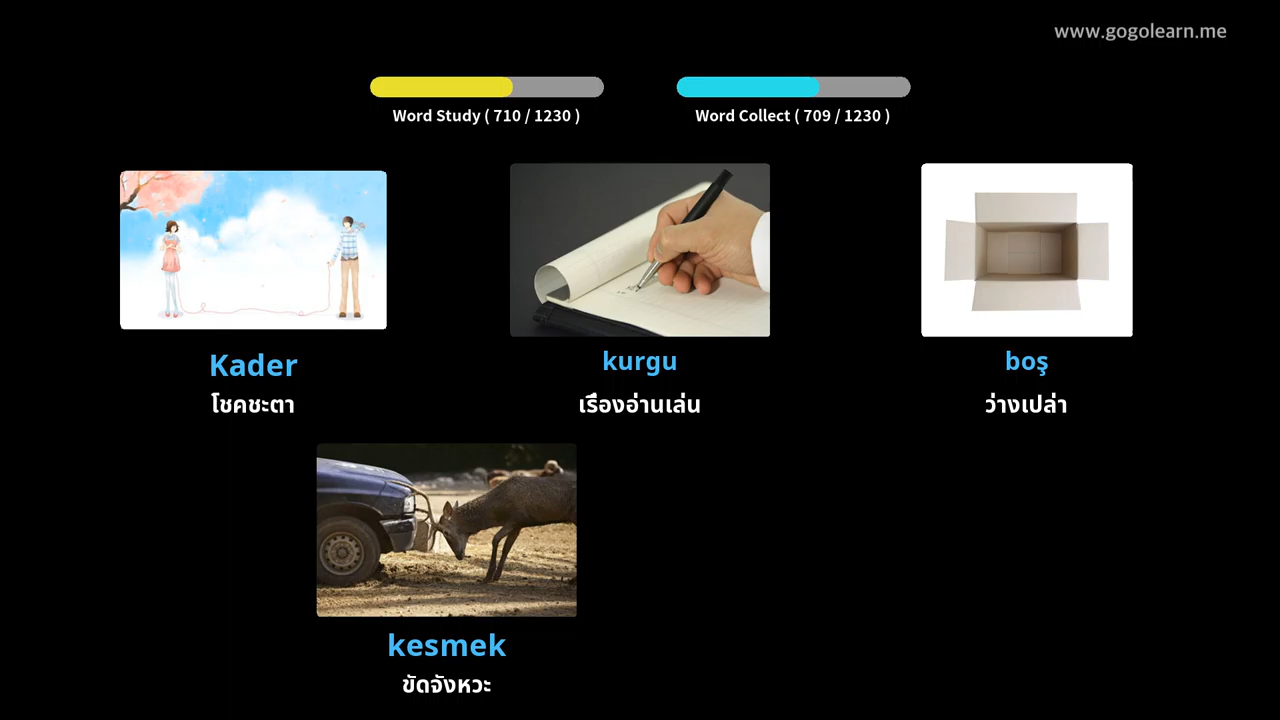 www.gogolearn.me
Word Study ( 710 / 1230 )
Word Collect ( 709 / 1230 )
Kader
โชคชะตา
kurgu
เรื่องอ่านเล่น
boş
ว่างเปล่า
kesmek
ขัดจังหวะ